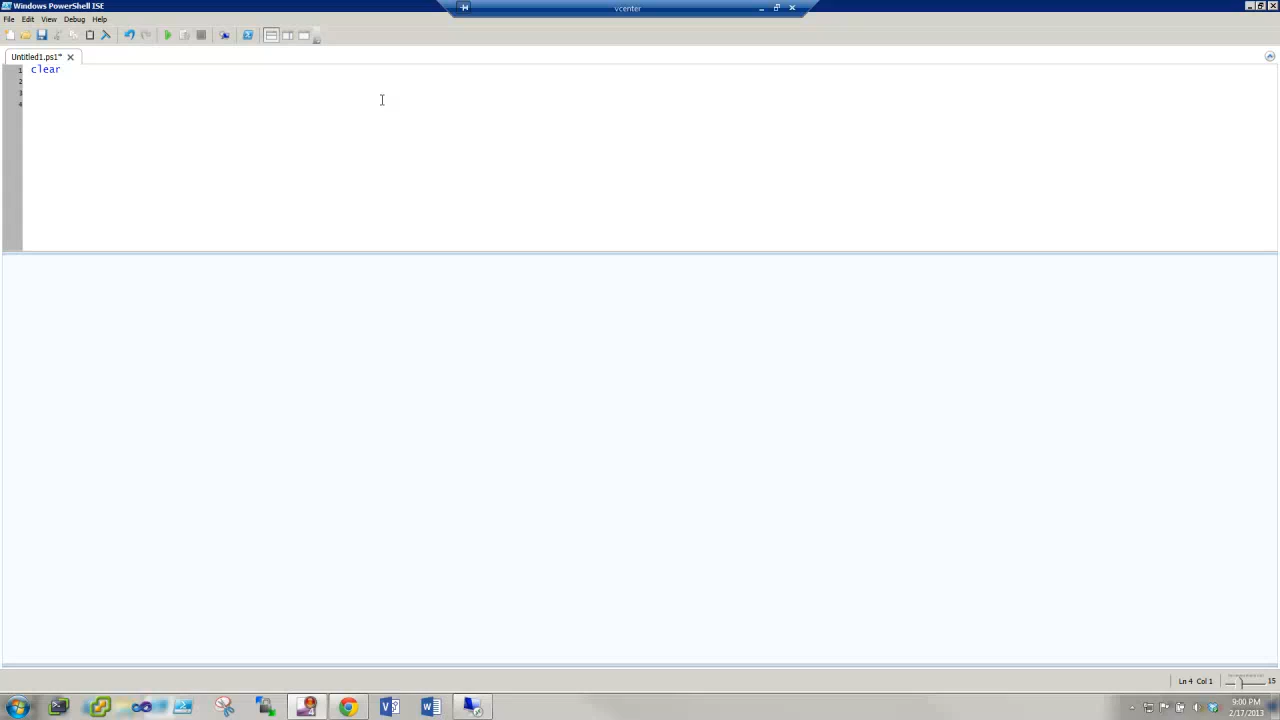 Windows PowerShell ISE
vcenter
File Edit View Debug Help
Untitled1.ps1*
1 clear
2
3
4
Ln 4 Col 1
15
9:00 PM
2/17/2013